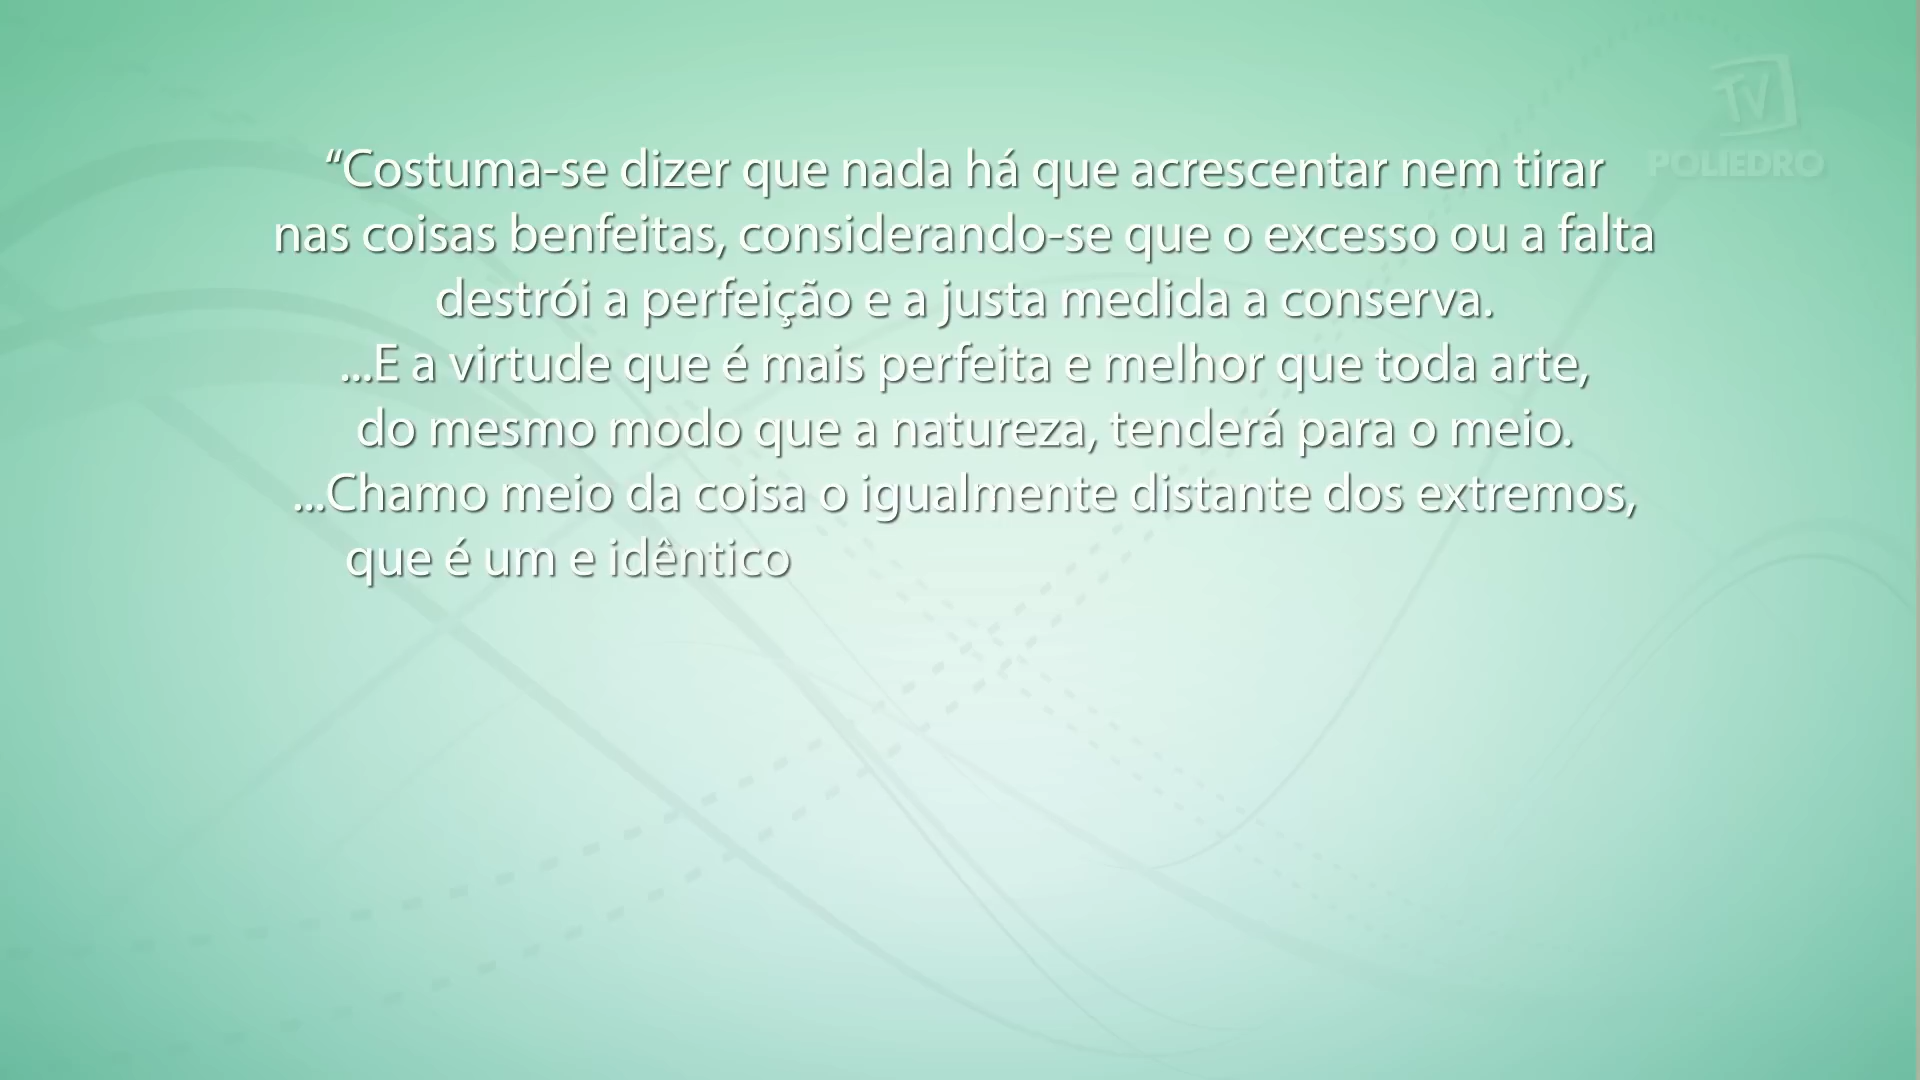 TV
POLIEDRO
“Costuma-se dizer que nada há que acrescentar nem tirar
nas coisas benfeitas, considerando-se que o excesso ou a falta
destrói a perfeição e a justa medida a conserva.
...E a virtude que é mais perfeita e melhor que toda arte,
do mesmo modo que a natureza, tenderá para o meio.
...Chamo meio da coisa o igualmente distante dos extremos,
que é um e idêntico